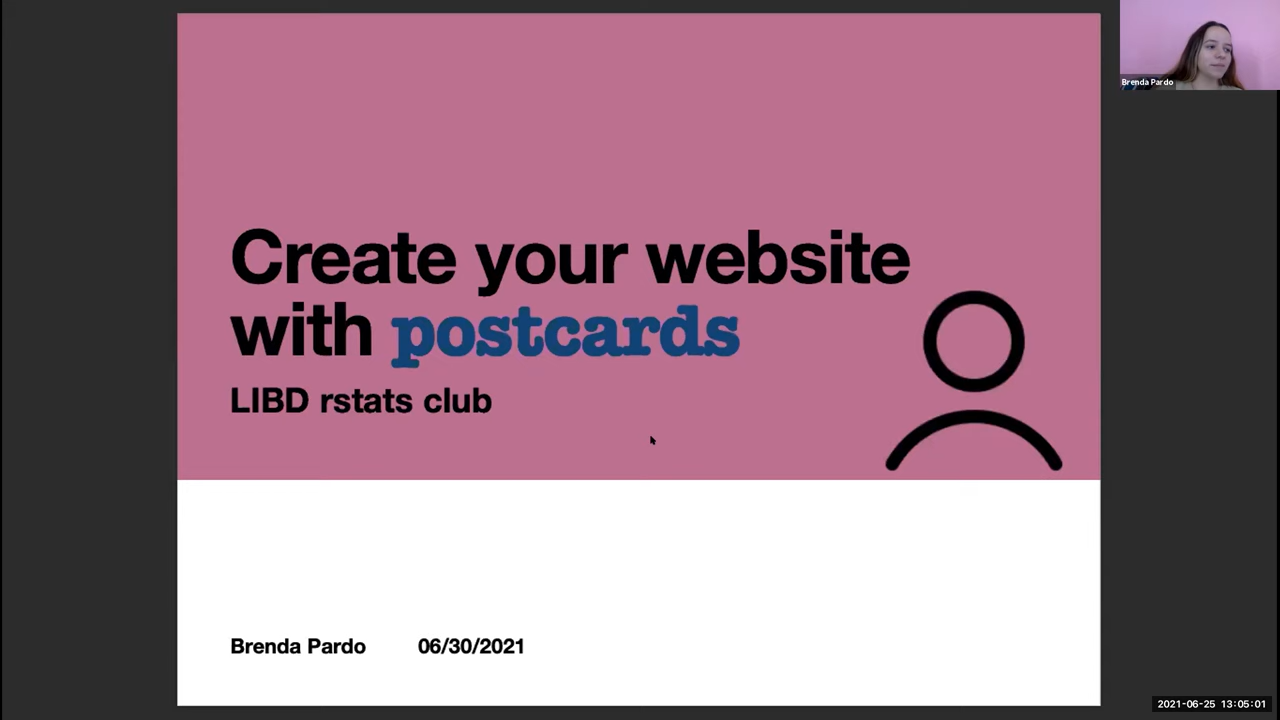 Brenda Pardo
Create your website
with postcards
LIBD rstats club
Brenda Pardo 06/30/2021
2021-06-25 13:05:01